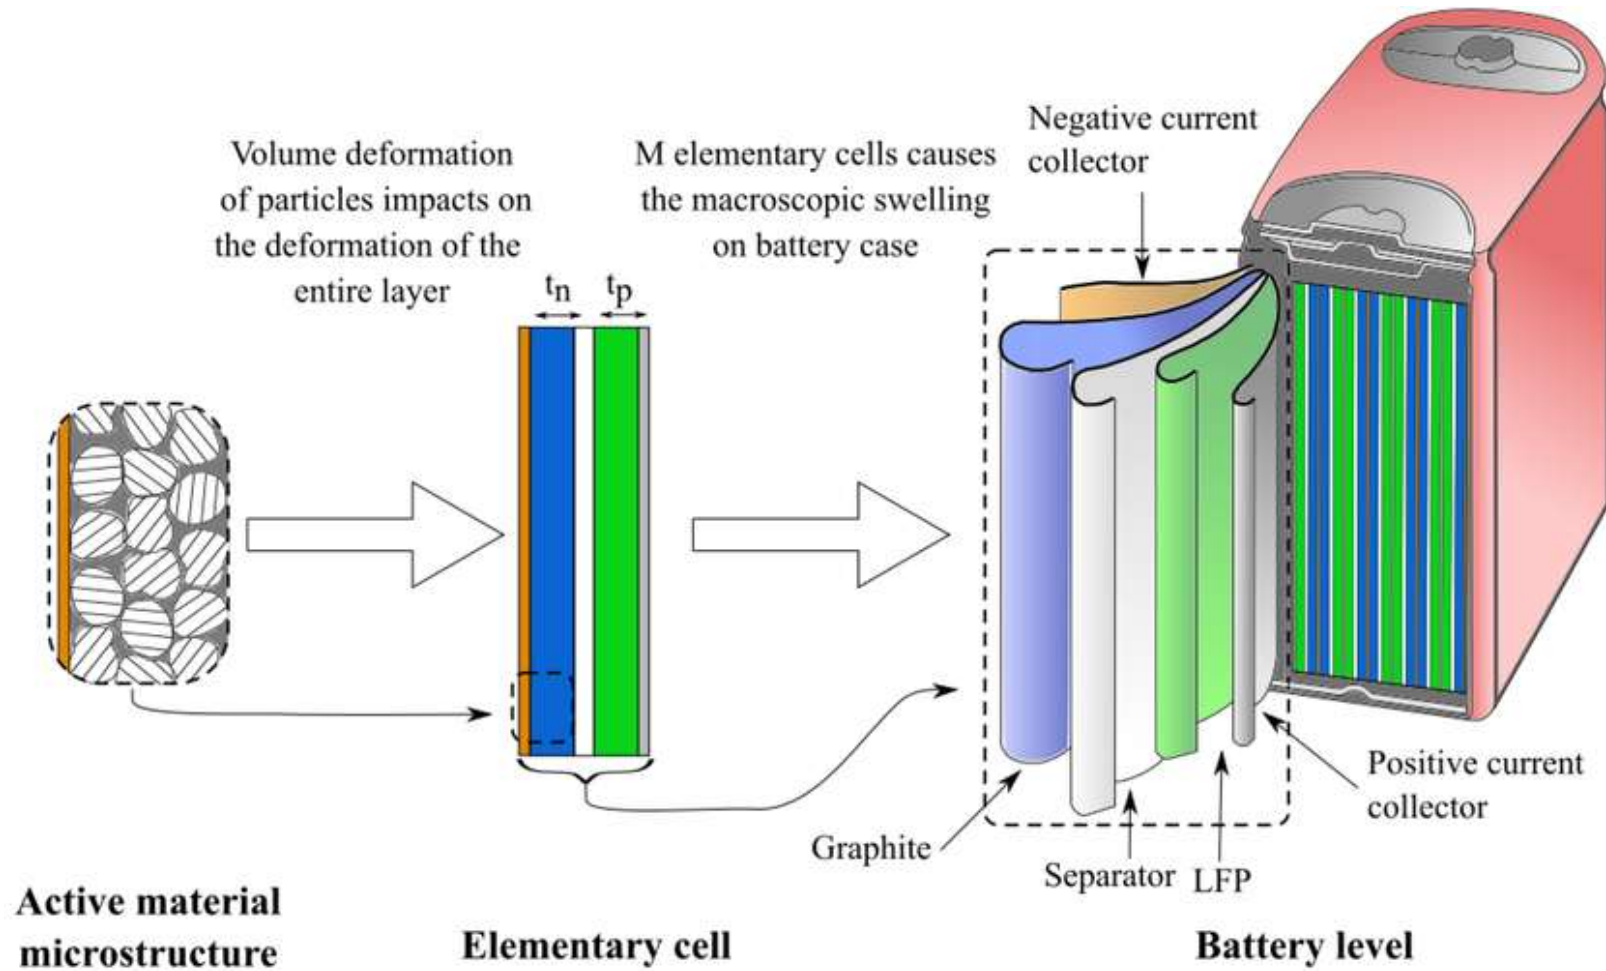 Volume deformation
of particles impacts on
the deformation of the
entire layer
M elementary cells causes
the macroscopic swelling
on battery case
Negative current
collector
tn
tp
Graphite
Separator
LFP
Positive current
collector
Active material
microstructure
Elementary cell
Battery level